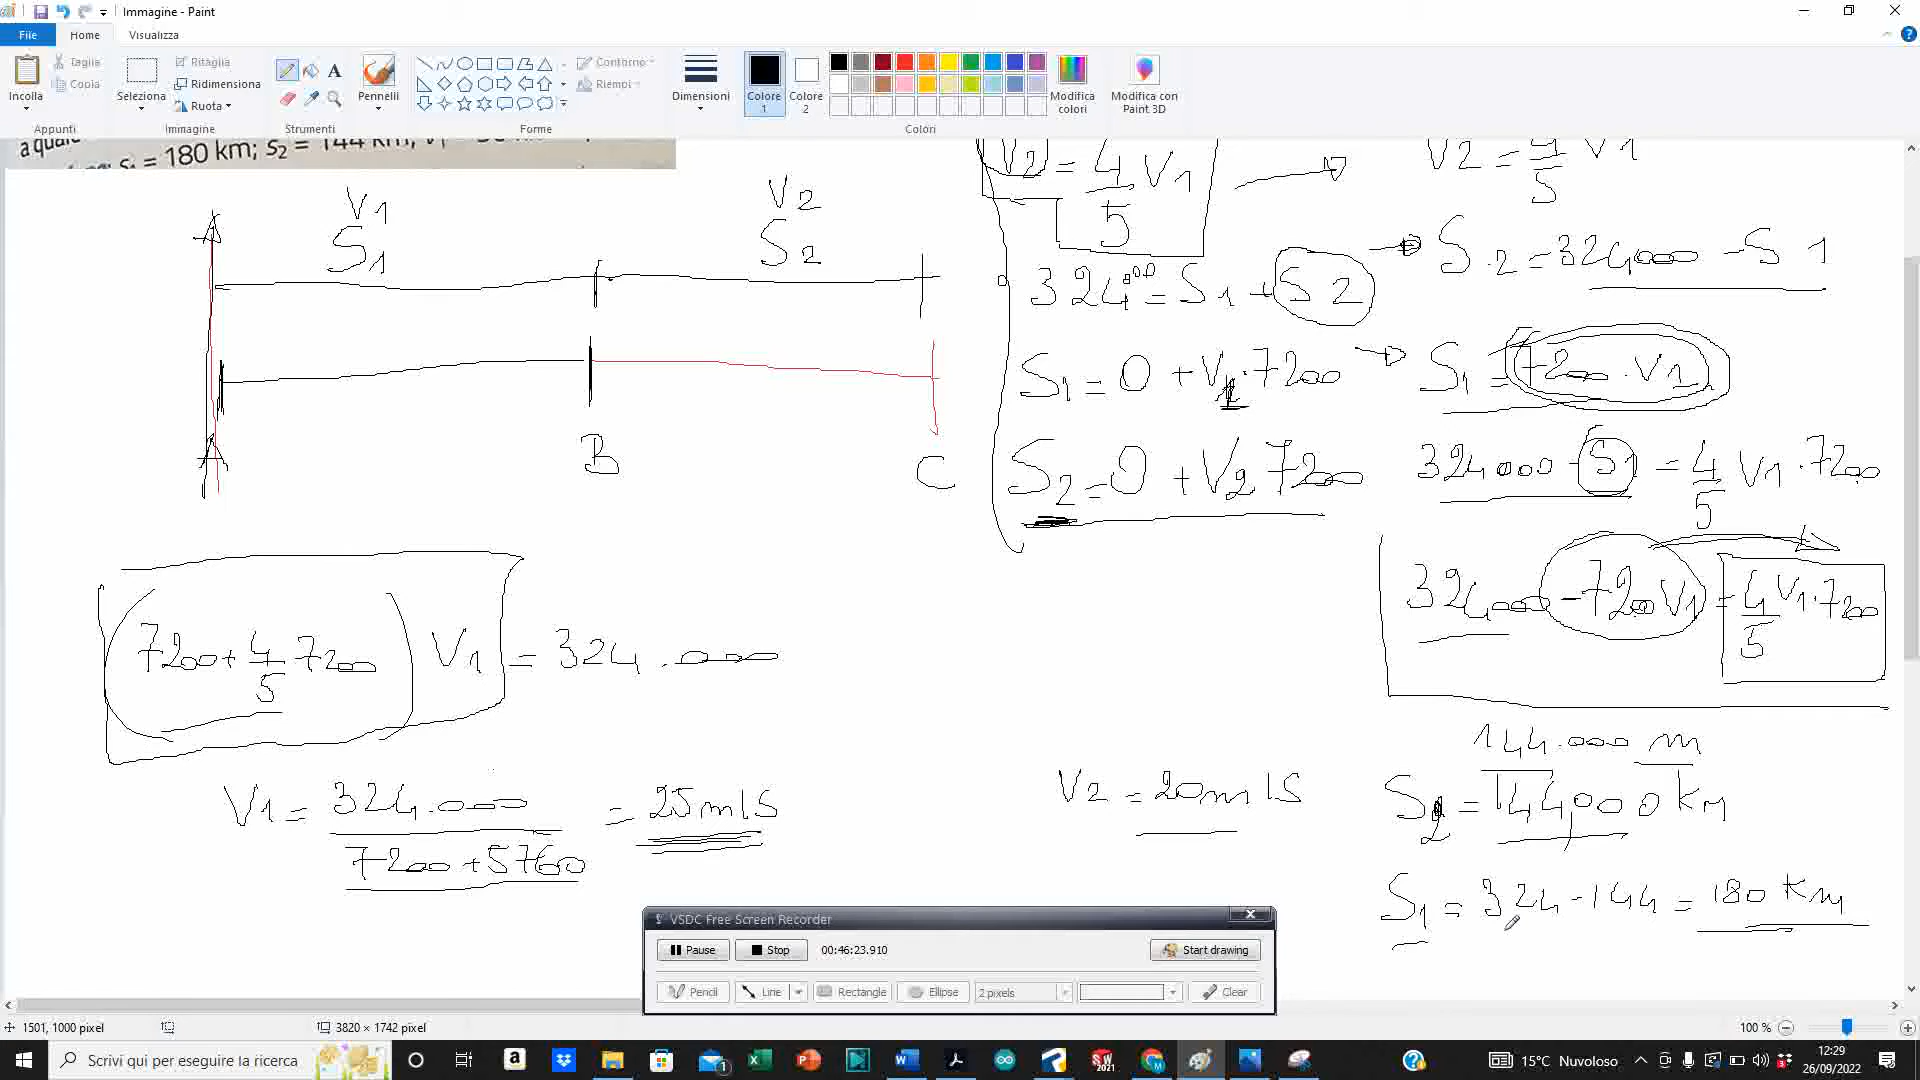 Immagine - Paint
File Home Visualizza
Incolla
Taglia
Copia
Appunti
Seleziona
Ritaglia
Ridimensiona
Ruota
Immagine
Strumenti
Pennelli
Forme
Contorno
Riempi
Dimensioni
Colore 1
Colore 2
Colori
Modifica colori
Modifica con Paint 3D
s1 = 180 km; s2 = 144 km;
V1
S1
V2
S2
A
B
C
V2 = 4/5 V1
324000 = S1 + S2
S1 = 0 + V1 · 7200
S2 = 0 + V2 7200
V2 = 4/5 V1
S2 = 324000 - S1
S1 = 7200 · V1
324000 - S1 = 4/5 V1 · 7200
324000 - 7200 V1 = 4/5 V1 · 7200
(7200 + 4/5 7200) V1 = 324.000
V1 = 324.000 / 7200 + 5760 = 25 m/S
V2 = 20 m/S
144.000 m
S2 = 144,000 Km
S1 = 324 - 144 = 180 Km
VSDC Free Screen Recorder
Pause Stop 00:46:23.910 Start drawing
Pencil Line Rectangle Ellipse 2 pixels Clear
1501, 1000 pixel 3820 × 1742 pixel 100 %
Scrivi qui per eseguire la ricerca
15°C Nuvoloso
12:29
26/09/2022